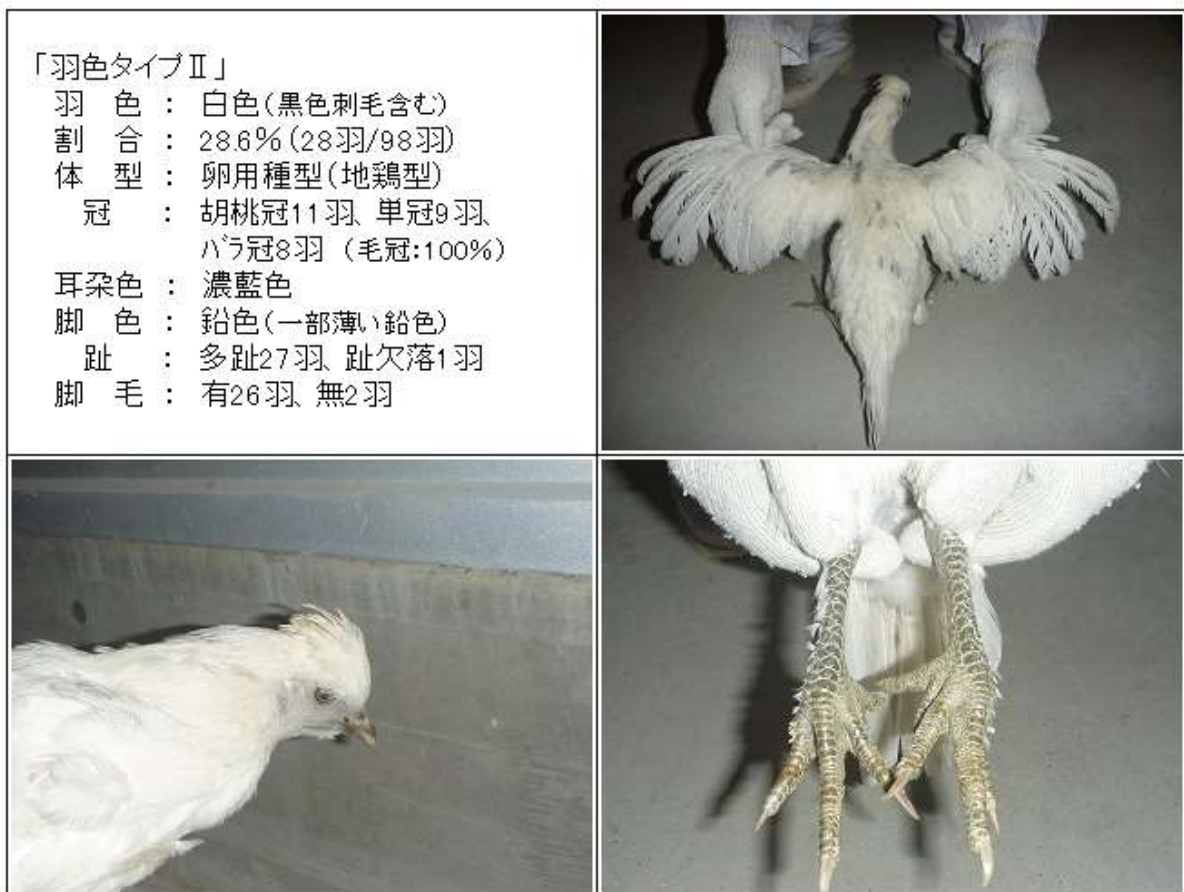 「羽色タイプⅡ」
羽 色 : 白色(黒色刺毛含む)
割 合 : 28.6%(28羽/98羽)
体 型 : 卵用種型(地鶏型)
冠 : 胡桃冠11羽、単冠9羽、
バラ冠8羽 (毛冠:100%)
耳朶色 : 濃藍色
脚 色 : 鉛色(一部薄い鉛色)
趾 : 多趾27羽、趾欠落1羽
脚 毛 : 有26羽、無2羽